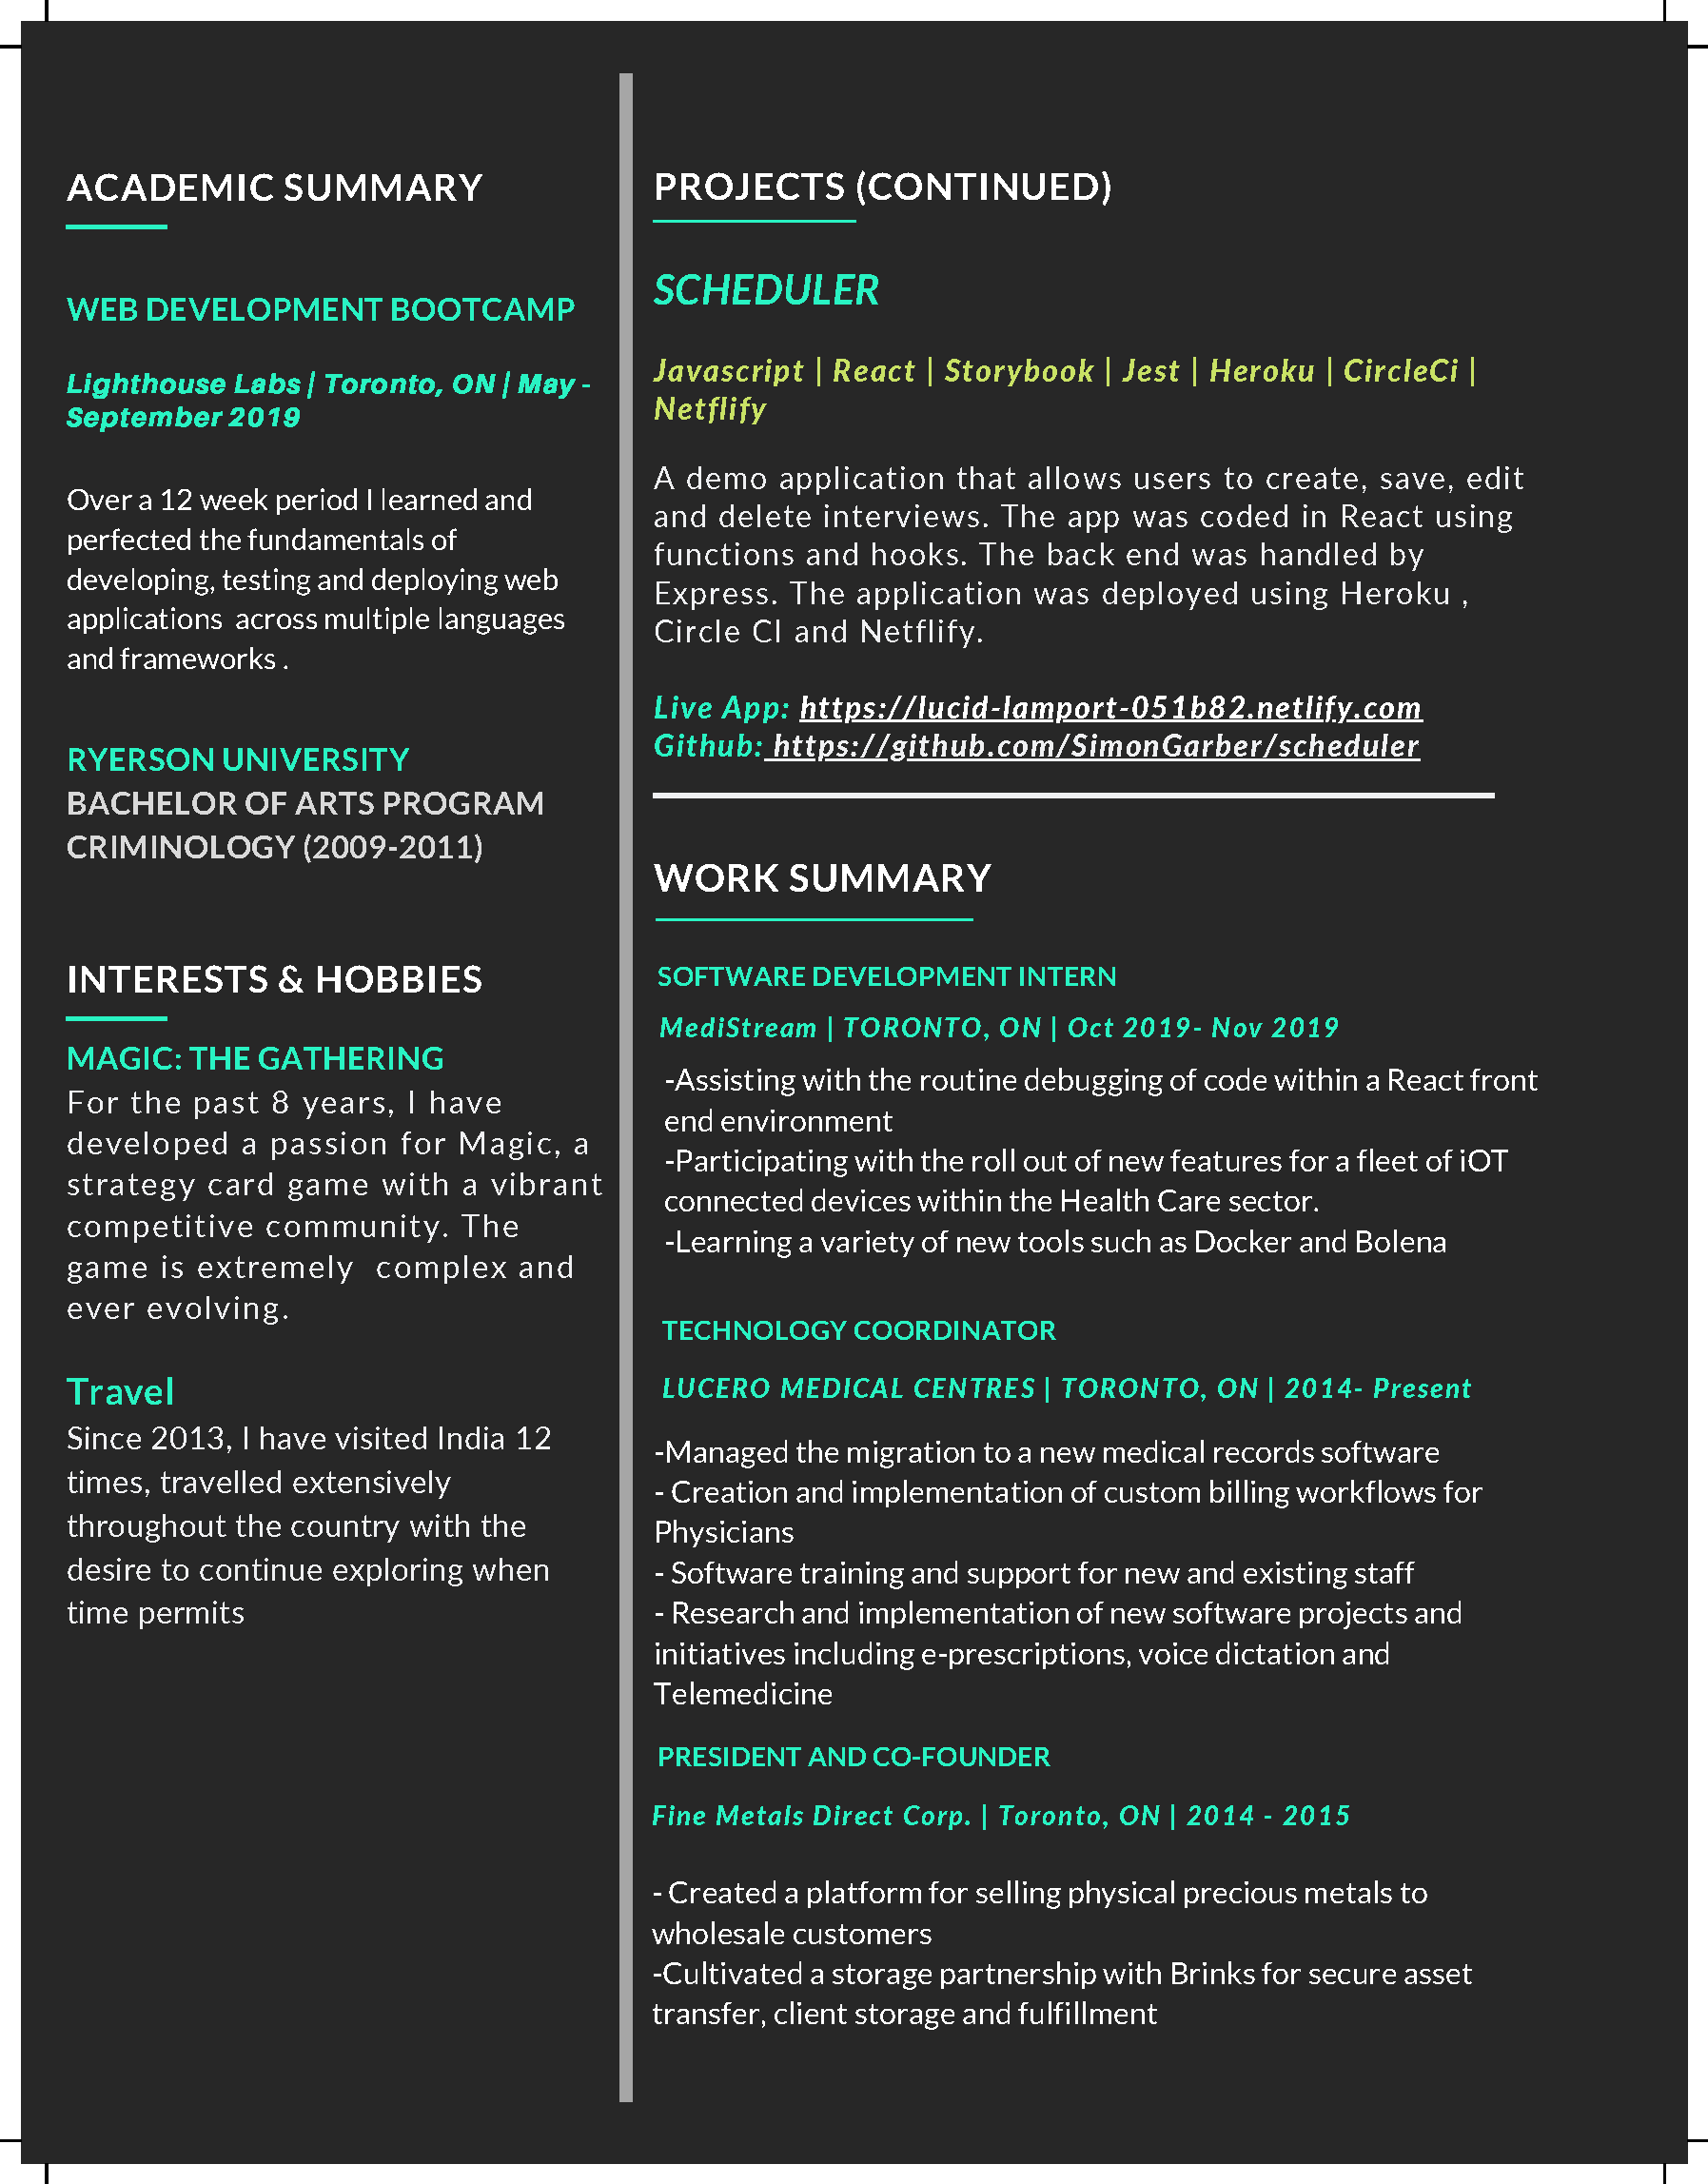 ACADEMIC SUMMARY
WEB DEVELOPMENT BOOTCAMP
Lighthouse Labs | Toronto, ON | May -
September 2019
Over a 12 week period I learned and
perfected the fundamentals of
developing, testing and deploying web
applications  across multiple languages
and frameworks .
RYERSON UNIVERSITY
BACHELOR OF ARTS PROGRAM
CRIMINOLOGY (2009-2011)
INTERESTS & HOBBIES
MAGIC: THE GATHERING
For the past 8 years, I have
developed a passion for Magic, a
strategy card game with a vibrant
competitive community. The
game is extremely  complex and
ever evolving.
Travel
Since 2013, I have visited India 12
times, travelled extensively
throughout the country with the
desire to continue exploring when
time permits
PROJECTS (CONTINUED)
SCHEDULER
Javascript | React | Storybook | Jest | Heroku | CircleCi |
Netflify
A demo application that allows users to create, save, edit
and delete interviews. The app was coded in React using
functions and hooks. The back end was handled by
Express. The application was deployed using Heroku ,
Circle CI and Netflify.
Live App: https://lucid-lamport-051b82.netlify.com
Github: https://github.com/SimonGarber/scheduler
WORK SUMMARY
SOFTWARE DEVELOPMENT INTERN
MediStream | TORONTO, ON | Oct 2019- Nov 2019
-Assisting with the routine debugging of code within a React front
end environment
-Participating with the roll out of new features for a fleet of iOT
connected devices within the Health Care sector.
-Learning a variety of new tools such as Docker and Bolena
TECHNOLOGY COORDINATOR
LUCERO MEDICAL CENTRES | TORONTO, ON | 2014- Present
-Managed the migration to a new medical records software
- Creation and implementation of custom billing workflows for
Physicians
- Software training and support for new and existing staff
- Research and implementation of new software projects and
initiatives including e-prescriptions, voice dictation and
Telemedicine
PRESIDENT AND CO-FOUNDER
Fine Metals Direct Corp. | Toronto, ON | 2014 - 2015
- Created a platform for selling physical precious metals to
wholesale customers
-Cultivated a storage partnership with Brinks for secure asset
transfer, client storage and fulfillment